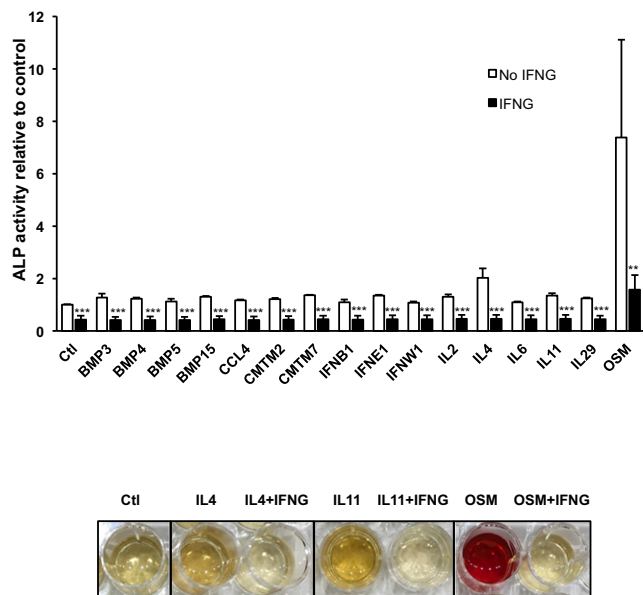 12
10
8
6
4
2
0
ALP activity relative to control
No IFNG
IFNG
*** *** *** *** *** *** *** *** *** *** *** *** *** *** *** *** **
Ctl
BMP3
BMP4
BMP5
BMP15
CCL4
CMTM2
CMTM7
IFNB1
IFNE1
IFNW1
IL2
IL4
IL6
IL11
IL29
OSM
Ctl IL4 IL4+IFNG IL11 IL11+IFNG OSM OSM+IFNG